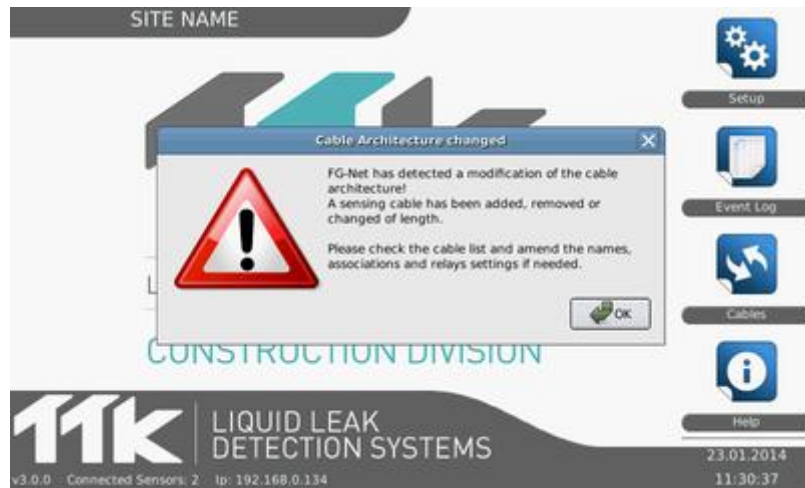 SITE NAME
Setup
Cable Architecture changed
FG-Net has detected a modification of the cable
architecture!
A sensing cable has been added, removed or
changed of length.
Please check the cable list and amend the names,
associations and relays settings if needed.
OK
Event Log
Cables
CONSTRUCTION DIVISION
Help
TTK
LIQUID LEAK
DETECTION SYSTEMS
23.01.2014
11:30:37
v3.0.0 Connected Sensors: 2 Ip: 192.168.0.134